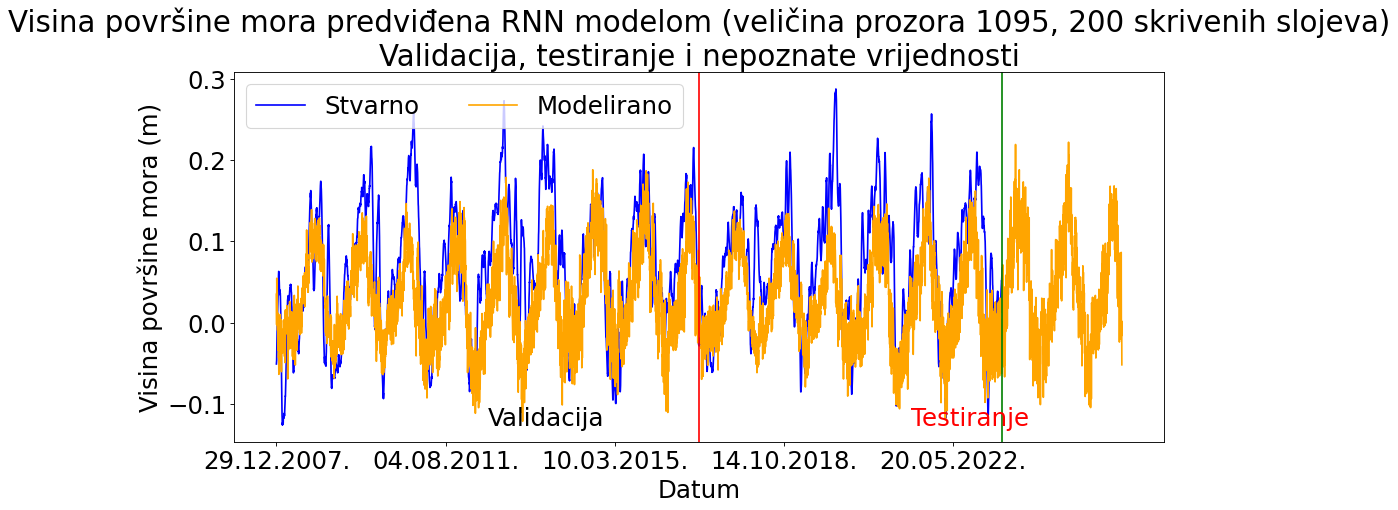 Visina površine mora predviđena RNN modelom (veličina prozora 1095, 200 skrivenih slojeva)
Validacija, testiranje i nepoznate vrijednosti
Stvarno
Modelirano
Visina površine mora (m)
0.3
0.2
0.1
0.0
−0.1
Validacija
Testiranje
29.12.2007.
04.08.2011.
10.03.2015.
14.10.2018.
20.05.2022.
Datum